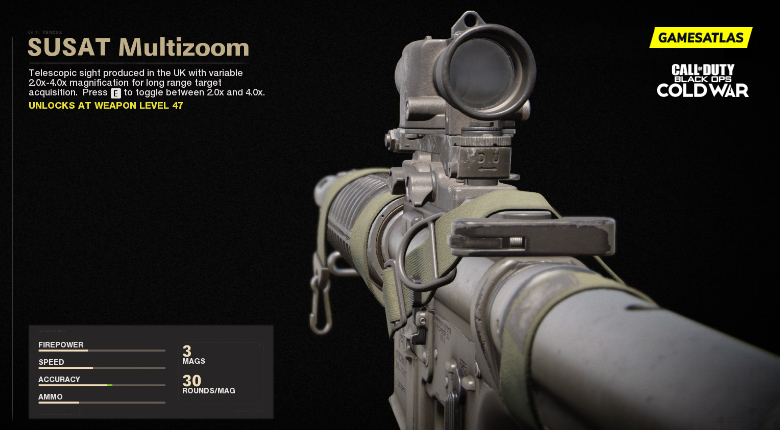 SUSAT Multizoom
Telescopic sight produced in the UK with variable
2.0x-4.0x magnification for long range target
acquisition. Press E to toggle between 2.0x and 4.0x.
UNLOCKS AT WEAPON LEVEL 47
GAMESATLAS
CALL OF DUTY
BLACK OPS
COLD WAR
FIREPOWER
SPEED
ACCURACY
AMMO
3
MAGS
30
ROUNDS/MAG